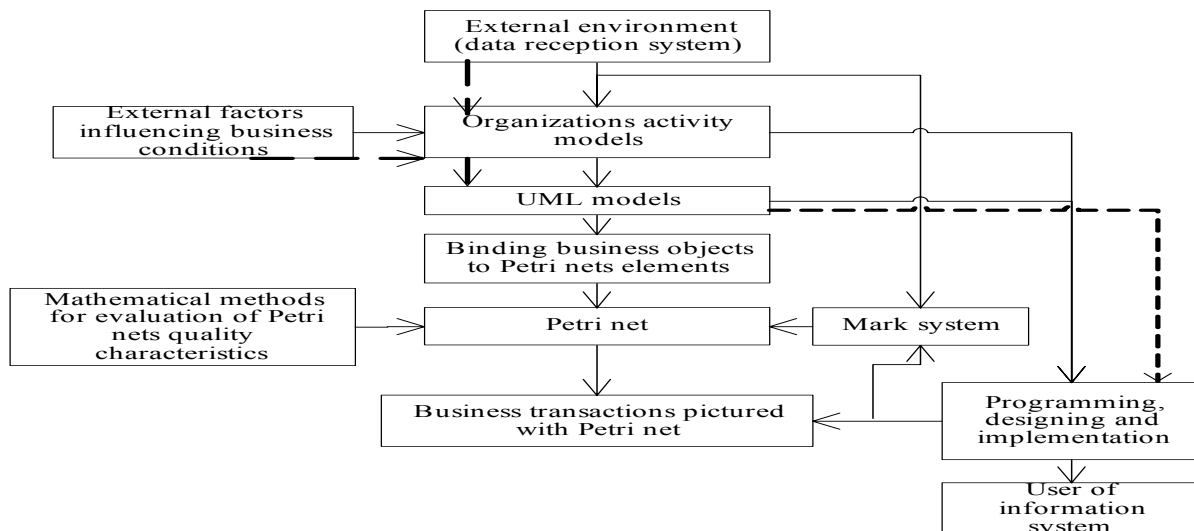 External environment
(data reception system)
External factors
influencing business
conditions
Organizations activity
models
UML models
Binding business objects
to Petri nets elements
Mathematical methods
for evaluation of Petri
nets quality
characteristics
Petri net
Mark system
Business transactions pictured
with Petri net
Programming,
designing and
implementation
User of
information
system